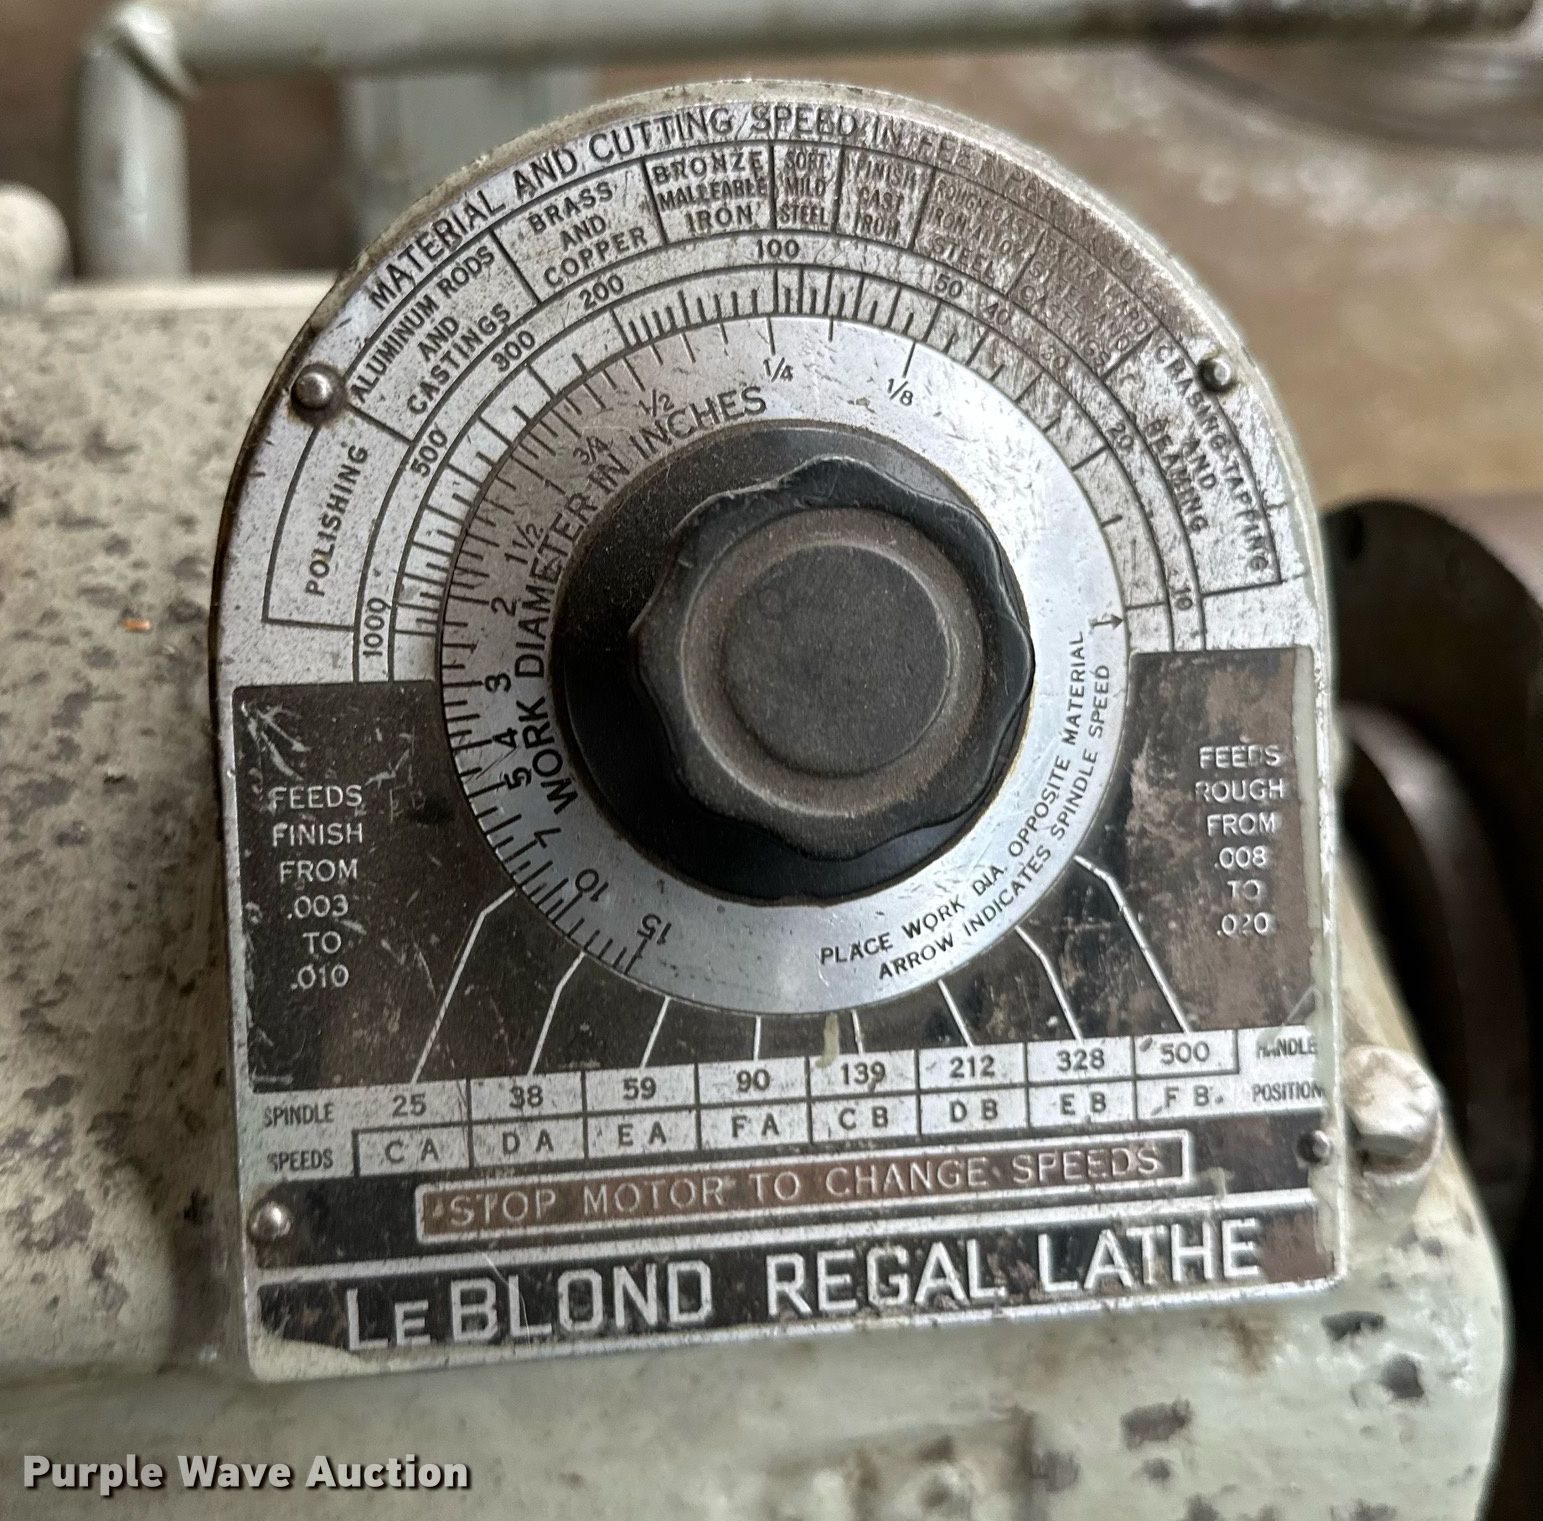 MATERIAL AND CUTTING SPEED IN FEET PER
POLISHING
ALUMINUM RODS
AND
CASTINGS
BRASS
AND
COPPER
BRONZE
MALLEABLE
IRON
SOFT
MILD
STEEL
FINISH
CAST
IRON
STEEL
CHASING, TAPPING
AND
REAMING
1000 500 300 200 100 50 40 30 20 10
1/8 1/4 1/2 3/4 1 1/2 2 3 4 5 7 10 15
WORK DIAMETER IN INCHES
PLACE WORK DIA. OPPOSITE MATERIAL
ARROW INDICATES SPINDLE SPEED
FEEDS
FINISH
FROM
.003
TO
.010
FEEDS
ROUGH
FROM
.008
TO
.020
SPINDLE 25 38 59 90 139 212 328 500 HANDLE
SPEEDS CA DA EA FA CB DB EB FB. POSITION
STOP MOTOR TO CHANGE SPEEDS
LEBLOND REGAL LATHE
Purple Wave Auction